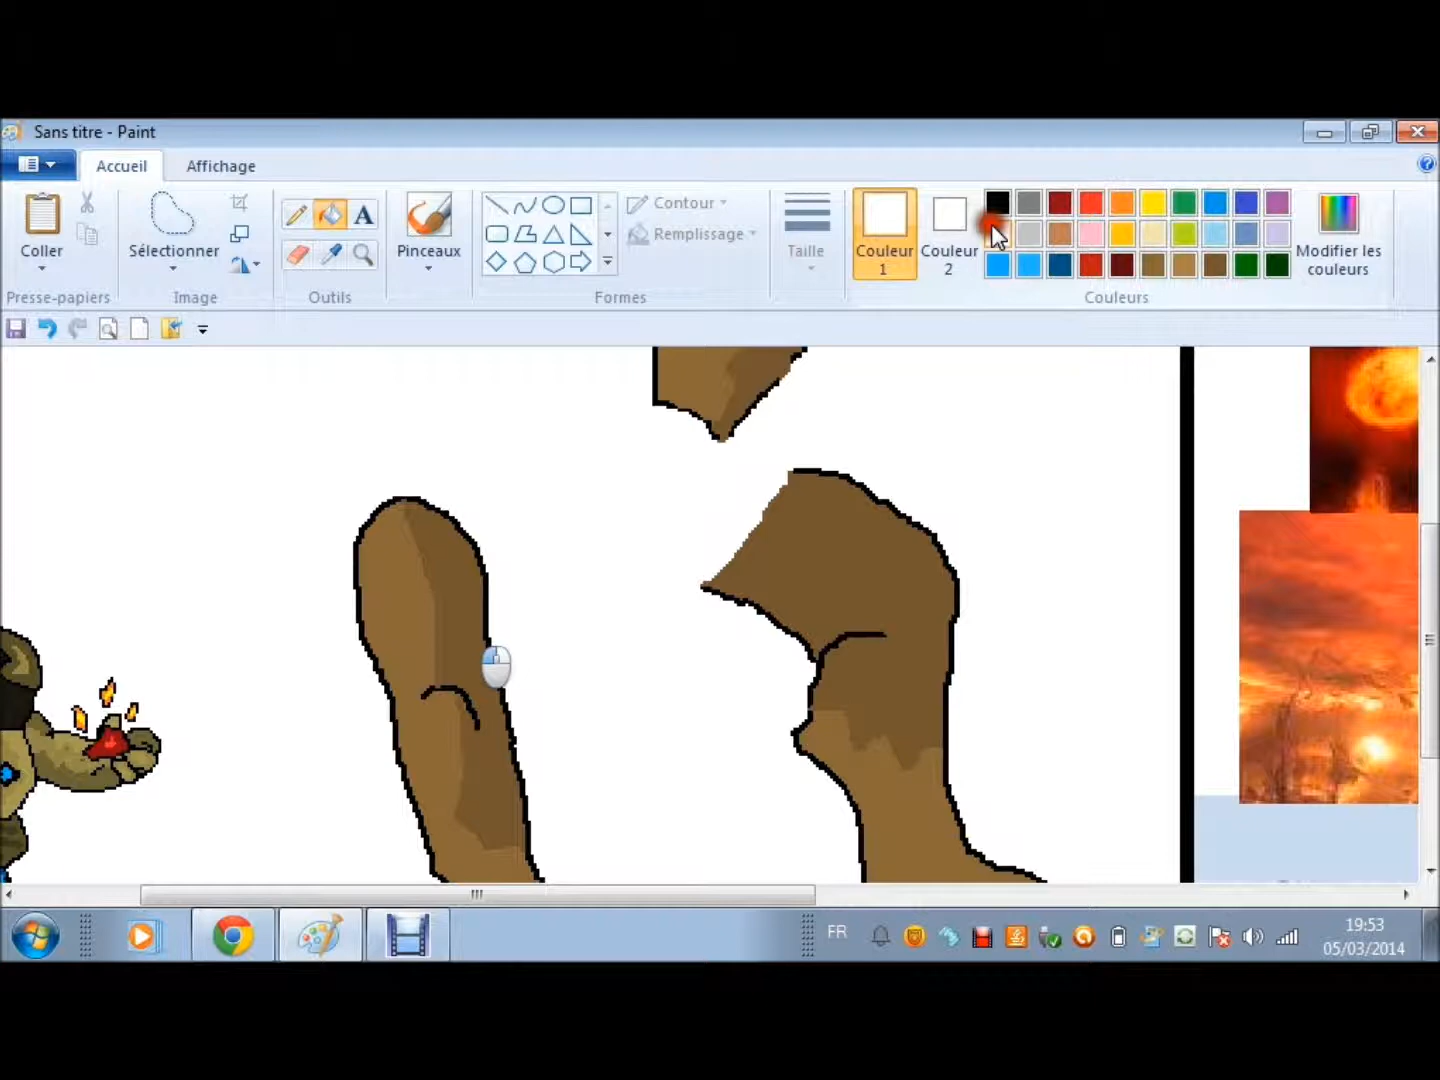 Sans titre - Paint
Accueil
Affichage
Coller
Sélectionner
A
Pinceaux
Contour
Remplissage
Taille
Couleur 1
Couleur 2
Modifier les couleurs
Presse-papiers
Image
Outils
Formes
Couleurs
FR
19:53
05/03/2014